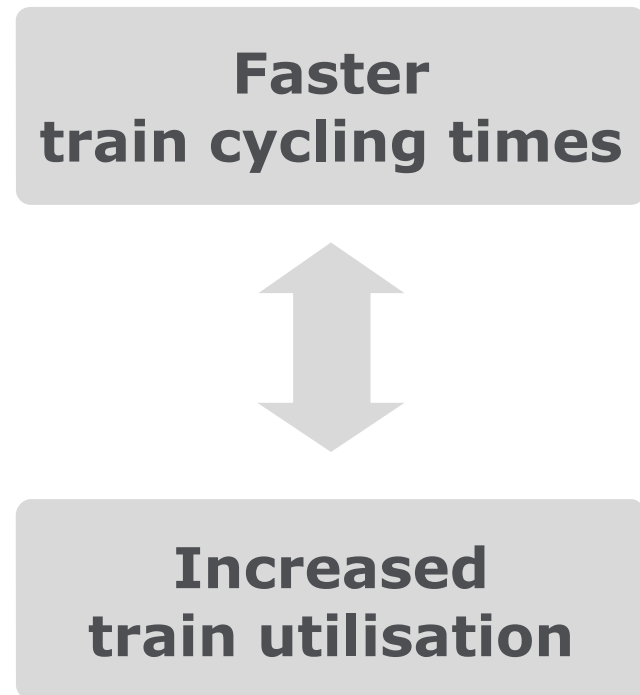 Faster
train cycling times
Increased
train utilisation